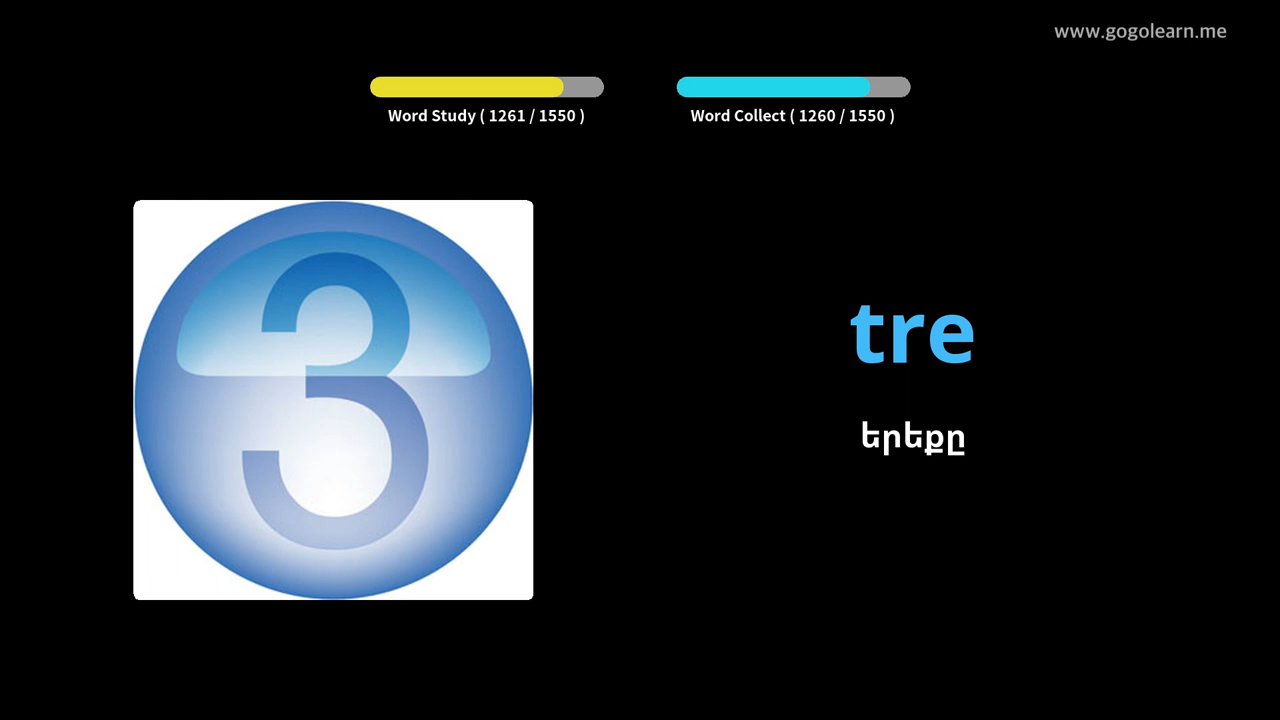 www.gogolearn.me
Word Study ( 1261 / 1550 )
Word Collect ( 1260 / 1550 )
3
tre
երեքը